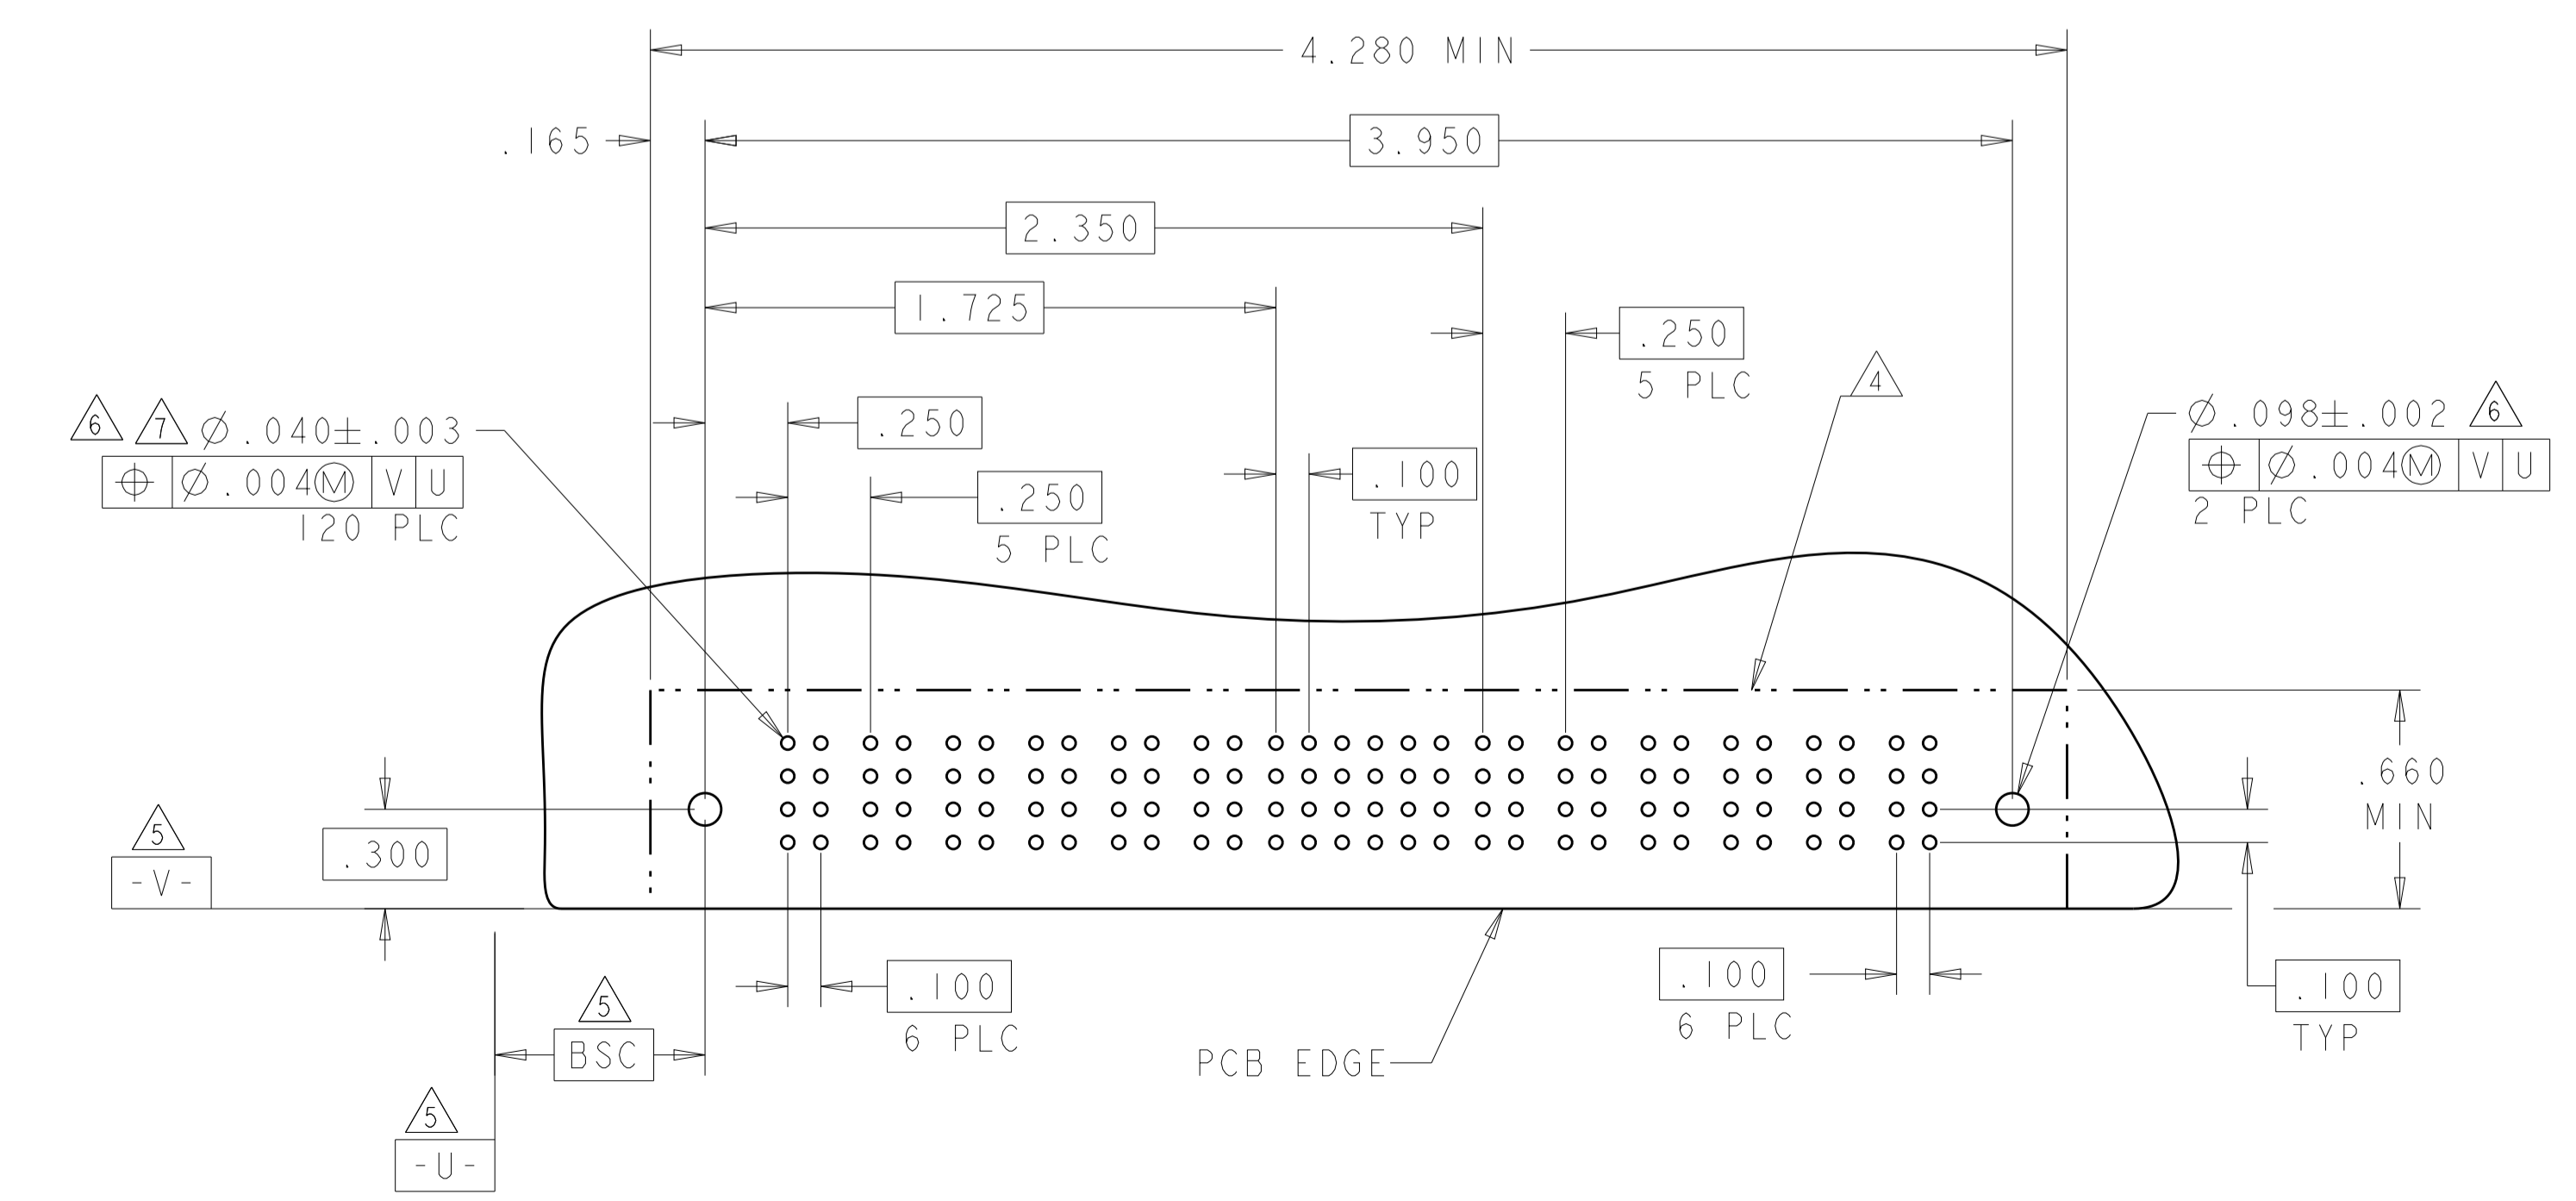 4.280 MIN
.165
3.950
2.350
1.725
.250
5 PLC
4
6 7 Ø.040±.003
⌖ Ø.004Ⓜ V U
120 PLC
.250
.250
5 PLC
.100
TYP
Ø.098±.002 6
⌖ Ø.004Ⓜ V U
2 PLC
.660
MIN
5
-V-
.300
5
BSC
5
-U-
.100
6 PLC
PCB EDGE
.100
6 PLC
.100
TYP